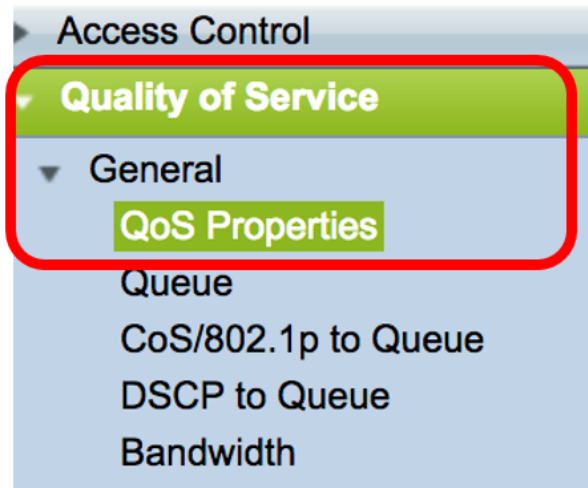 Access Control
Quality of Service
General
QoS Properties
Queue
CoS/802.1p to Queue
DSCP to Queue
Bandwidth